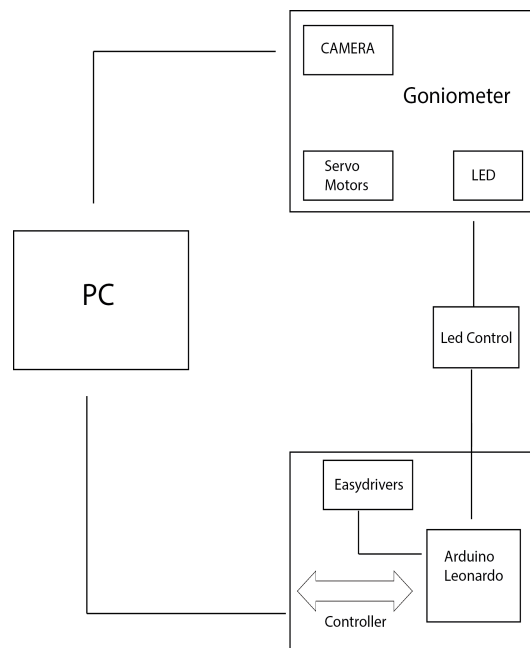 CAMERA
Goniometer
Servo
Motors
LED
PC
Led Control
Easydrivers
Arduino
Leonardo
Controller